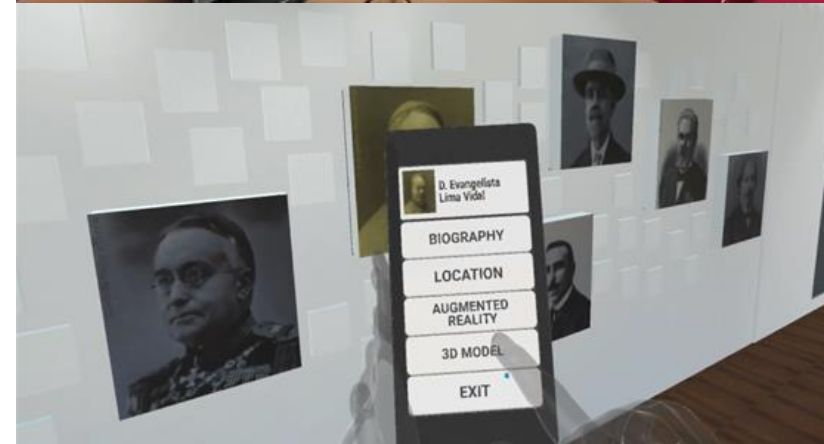 D. Evangelista
Lima Vidal
BIOGRAPHY
LOCATION
AUGMENTED
REALITY
3D MODEL
EXIT